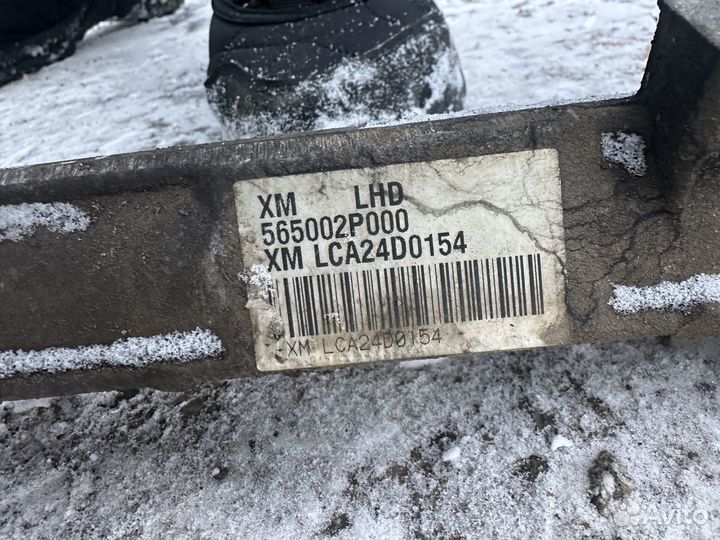 XM LHD
565002P000
XM LCA24D0154
XM LCA24D0154
Avito